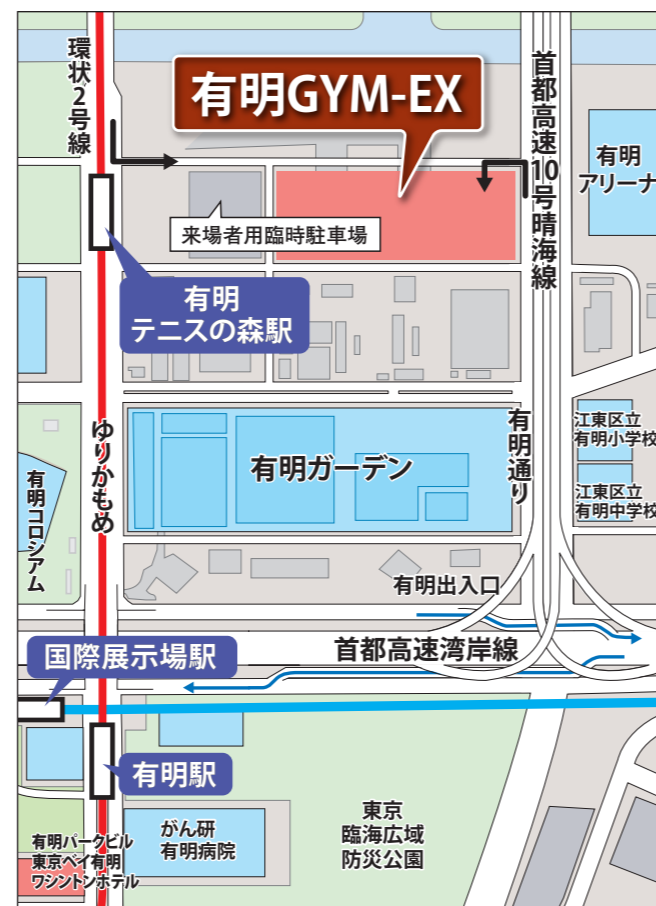 環状2号線
有明GYM-EX
首都高速10号晴海線
有明
アリーナ
来場者用臨時駐車場
有明
テニスの森駅
ゆりかもめ
有明コロシアム
有明ガーデン
有明通り
江東区立
有明小学校
江東区立
有明中学校
有明出入口
首都高速湾岸線
国際展示場駅
有明駅
有明パークビル
東京ベイ有明
ワシントンホテル
がん研
有明病院
東京
臨海広域
防災公園